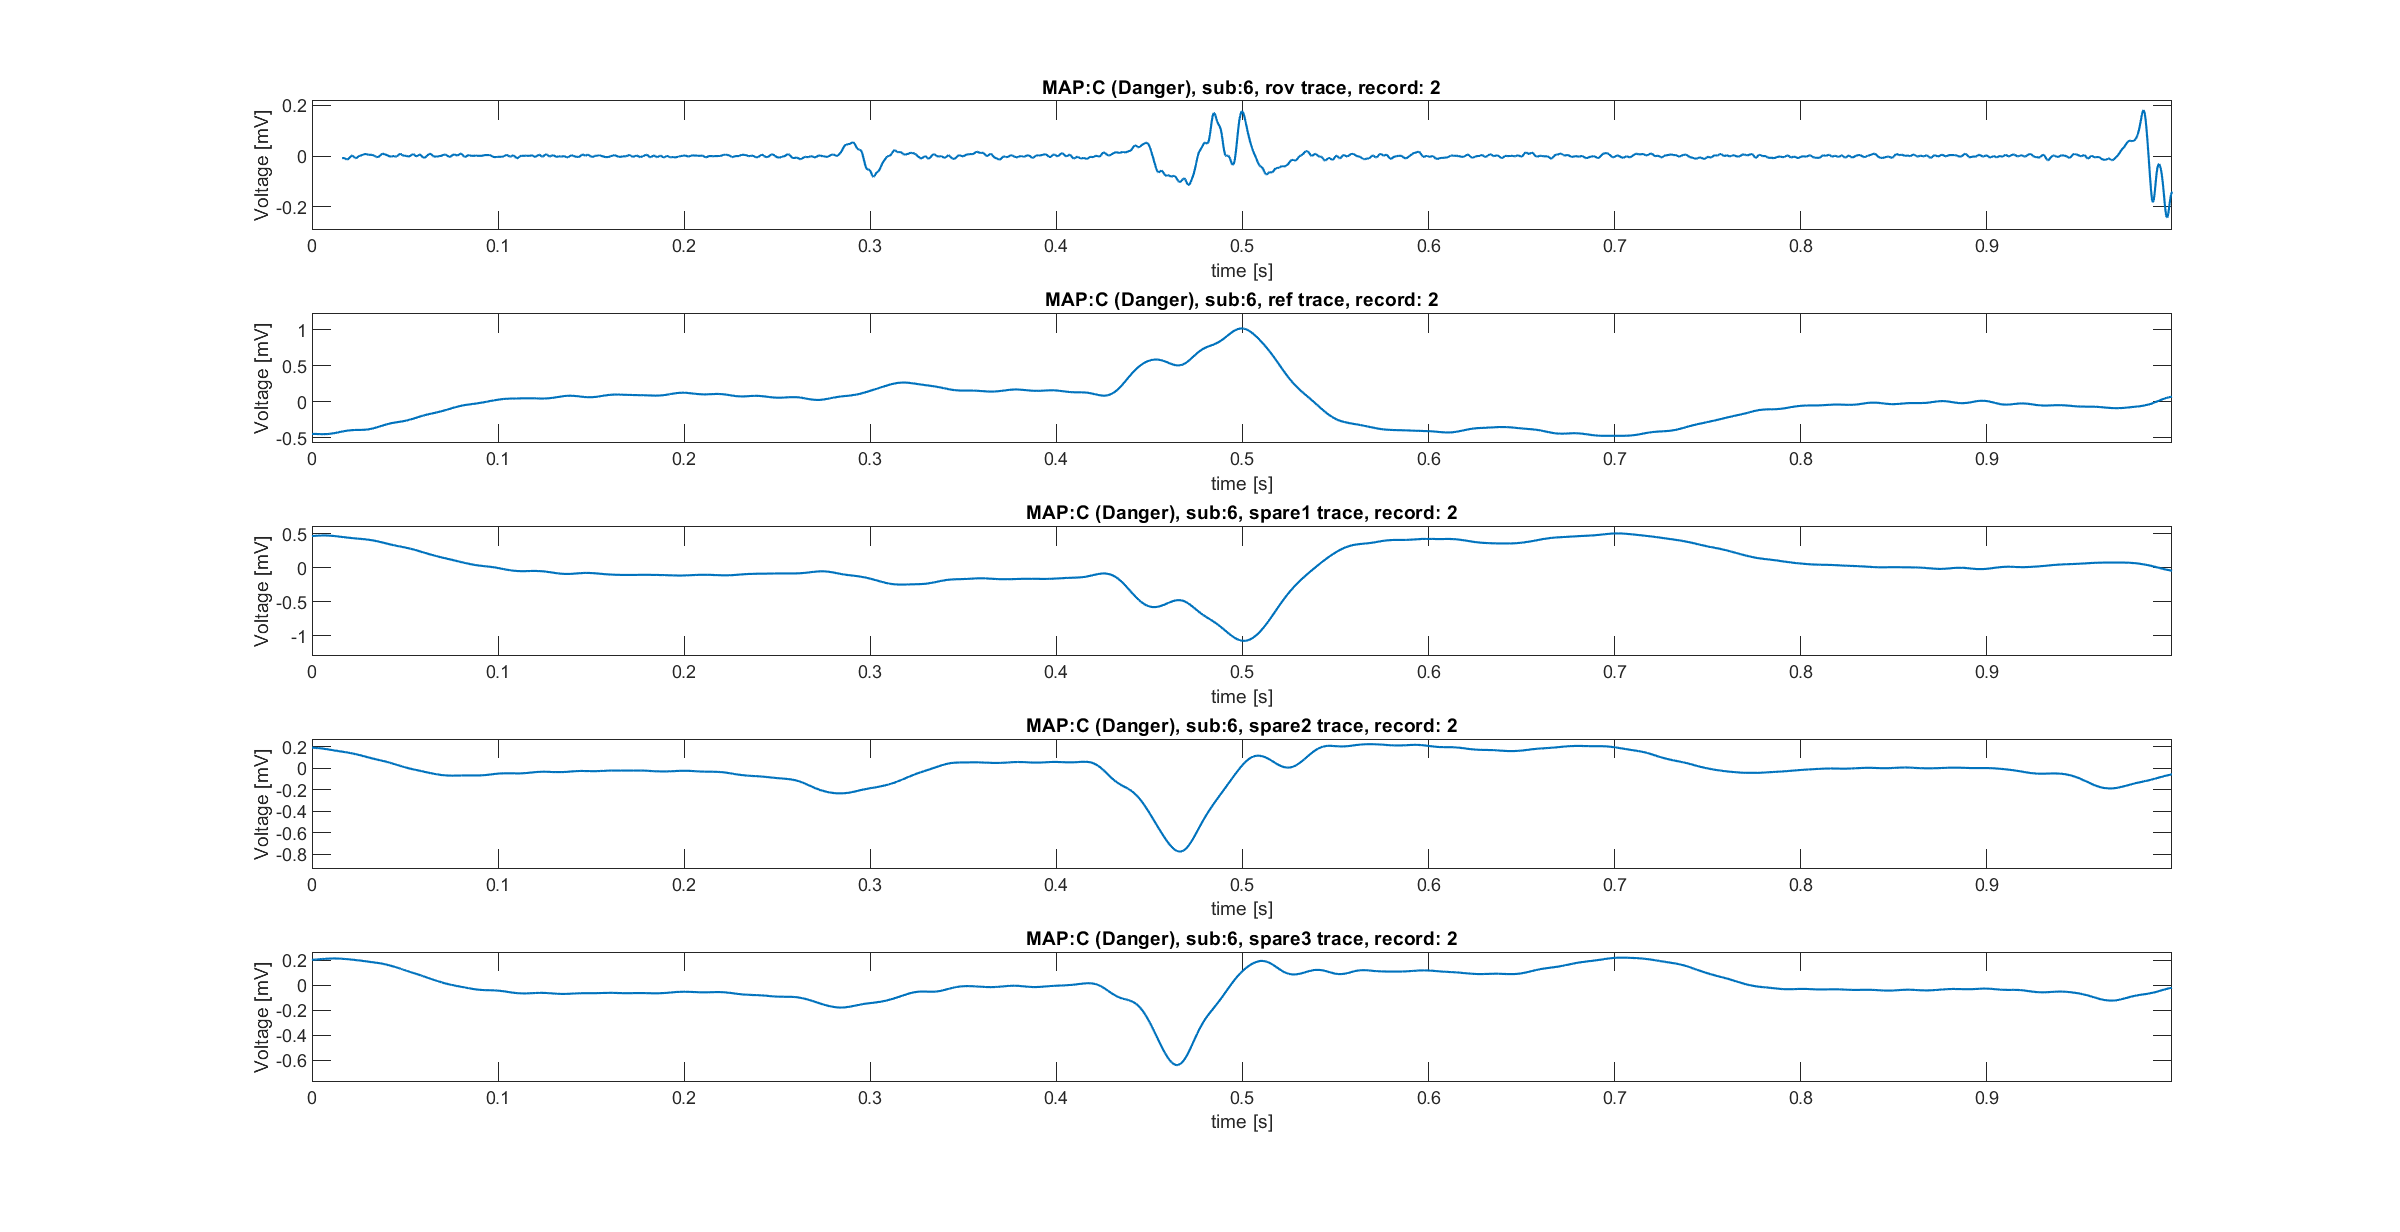 MAP:C (Danger), sub:6, rov trace, record: 2
Voltage [mV]
0.2
0
-0.2
0 0.1 0.2 0.3 0.4 0.5 0.6 0.7 0.8 0.9
time [s]
MAP:C (Danger), sub:6, ref trace, record: 2
Voltage [mV]
1
0.5
0
-0.5
0 0.1 0.2 0.3 0.4 0.5 0.6 0.7 0.8 0.9
time [s]
MAP:C (Danger), sub:6, spare1 trace, record: 2
Voltage [mV]
0.5
0
-0.5
-1
0 0.1 0.2 0.3 0.4 0.5 0.6 0.7 0.8 0.9
time [s]
MAP:C (Danger), sub:6, spare2 trace, record: 2
Voltage [mV]
0.2
0
-0.2
-0.4
-0.6
-0.8
0 0.1 0.2 0.3 0.4 0.5 0.6 0.7 0.8 0.9
time [s]
MAP:C (Danger), sub:6, spare3 trace, record: 2
Voltage [mV]
0.2
0
-0.2
-0.4
-0.6
0 0.1 0.2 0.3 0.4 0.5 0.6 0.7 0.8 0.9
time [s]